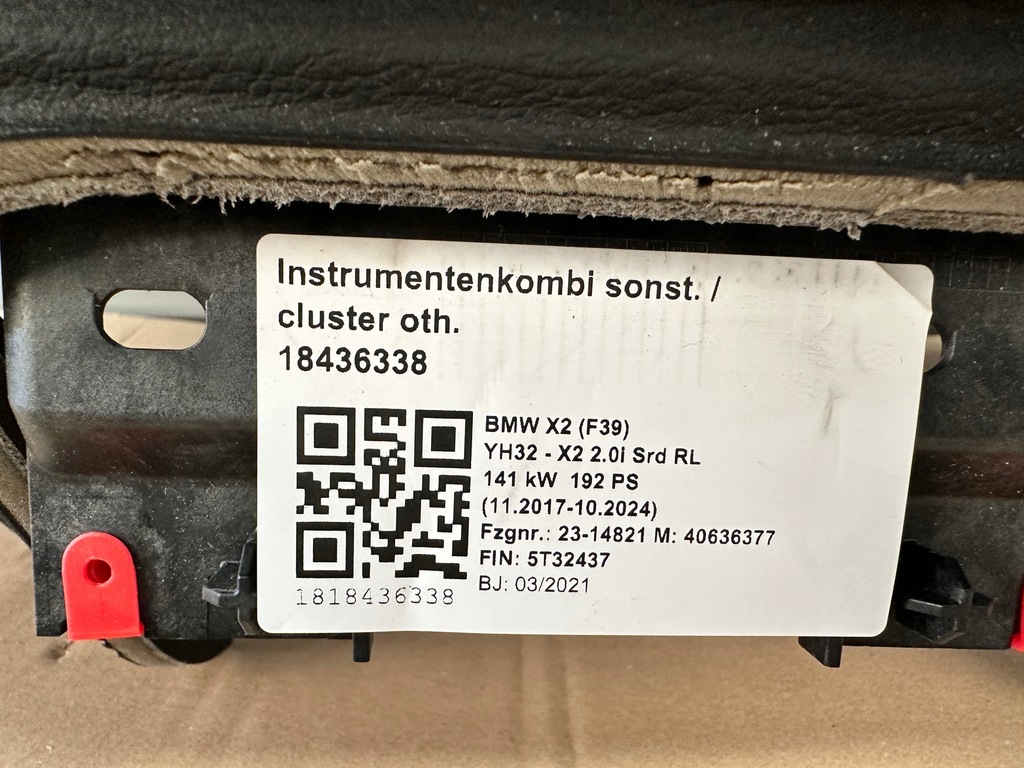 Instrumentenkombi sonst. /
cluster oth.
18436338
BMW X2 (F39)
YH32 - X2 2.0i Srd RL
141 kW 192 PS
(11.2017-10.2024)
Fzgnr.: 23-14821 M: 40636377
FIN: 5T32437
BJ: 03/2021
1818436338